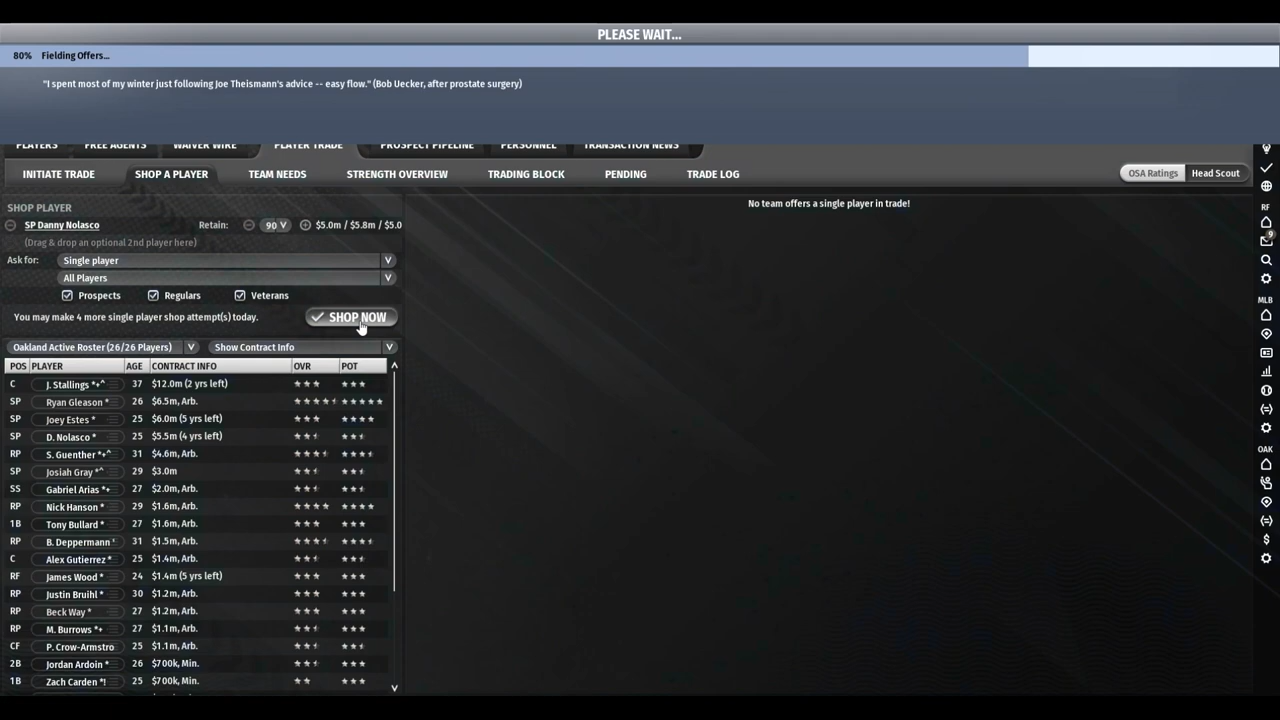 PLEASE WAIT...
80% Fielding Offers...
"I spent most of my winter just following Joe Theismann's advice -- easy flow." (Bob Uecker, after prostate surgery)
PLAYERS FREE AGENTS WAIVER WIRE PLAYER TRADE PROSPECT PIPELINE PERSONNEL TRANSACTION NEWS
INITIATE TRADE SHOP A PLAYER TEAM NEEDS STRENGTH OVERVIEW TRADING BLOCK PENDING TRADE LOG OSA Ratings Head Scout
SHOP PLAYER
No team offers a single player in trade!
SP Danny Nolasco Retain: 90 $5.0m / $5.8m / $5.0
(Drag & drop an optional 2nd player here)
Ask for: Single player
All Players
Prospects Regulars Veterans
You may make 4 more single player shop attempt(s) today. SHOP NOW
Oakland Active Roster (26/26 Players) Show Contract Info
POS PLAYER AGE CONTRACT INFO OVR POT
C J. Stallings *+^ 37 $12.0m (2 yrs left)
SP Ryan Gleason * 26 $6.5m, Arb.
SP Joey Estes * 25 $6.0m (5 yrs left)
SP D. Nolasco * 25 $5.5m (4 yrs left)
RP S. Guenther *+^ 31 $4.6m, Arb.
SP Josiah Gray *^ 29 $3.0m
SS Gabriel Arias *+ 27 $2.0m, Arb.
RP Nick Hanson * 29 $1.6m, Arb.
1B Tony Bullard * 27 $1.6m, Arb.
RP B. Deppermann 31 $1.5m, Arb.
C Alex Gutierrez * 25 $1.4m, Arb.
RF James Wood * 24 $1.4m (5 yrs left)
RP Justin Bruihl * 30 $1.2m, Arb.
RP Beck Way * 27 $1.2m, Arb.
RP M. Burrows *+ 27 $1.1m, Arb.
CF P. Crow-Armstro 25 $1.1m, Arb.
2B Jordan Ardoin * 26 $700k, Min.
1B Zach Carden *! 25 $700k, Min.
RF
9
MLB
OAK